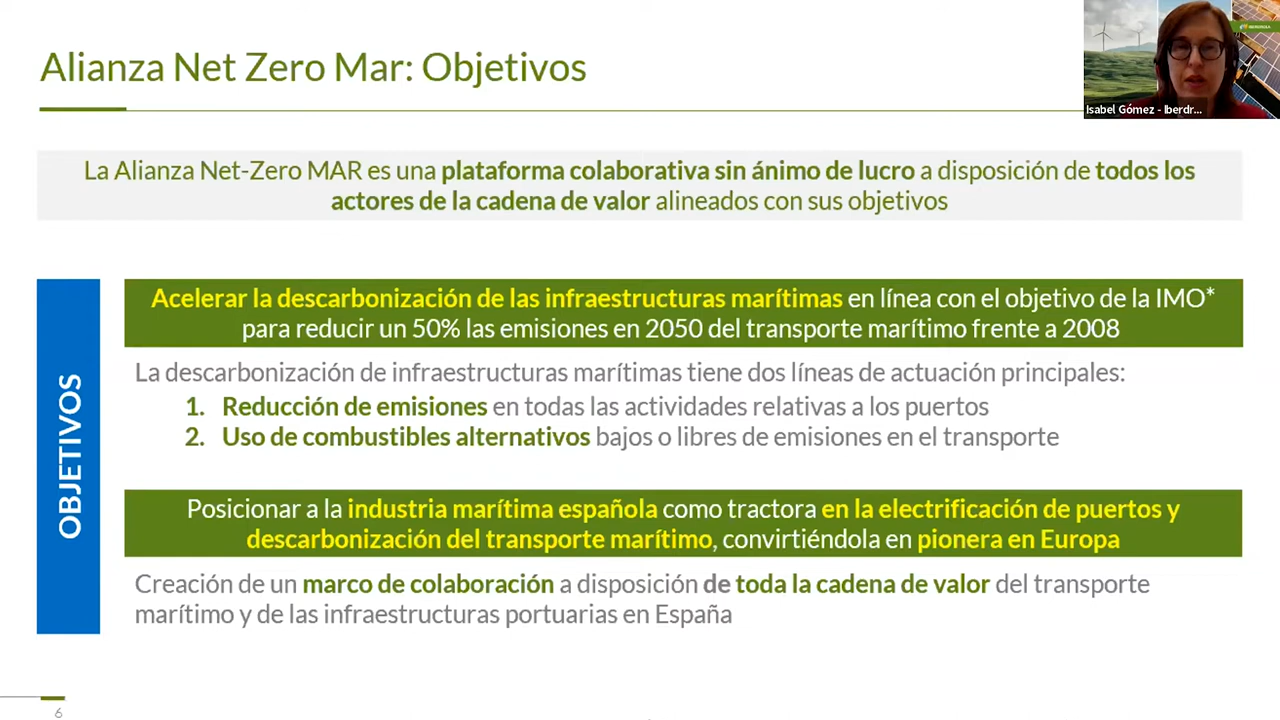 Alianza Net Zero Mar: Objetivos
IBERDROLA
Isabel Gómez - Iberdr...
La Alianza Net-Zero MAR es una plataforma colaborativa sin ánimo de lucro a disposición de todos los
actores de la cadena de valor alineados con sus objetivos
OBJETIVOS
Acelerar la descarbonización de las infraestructuras marítimas en línea con el objetivo de la IMO*
para reducir un 50% las emisiones en 2050 del transporte marítimo frente a 2008
La descarbonización de infraestructuras marítimas tiene dos líneas de actuación principales:
1. Reducción de emisiones en todas las actividades relativas a los puertos
2. Uso de combustibles alternativos bajos o libres de emisiones en el transporte
Posicionar a la industria marítima española como tractora en la electrificación de puertos y
descarbonización del transporte marítimo, convirtiéndola en pionera en Europa
Creación de un marco de colaboración a disposición de toda la cadena de valor del transporte
marítimo y de las infraestructuras portuarias en España
6